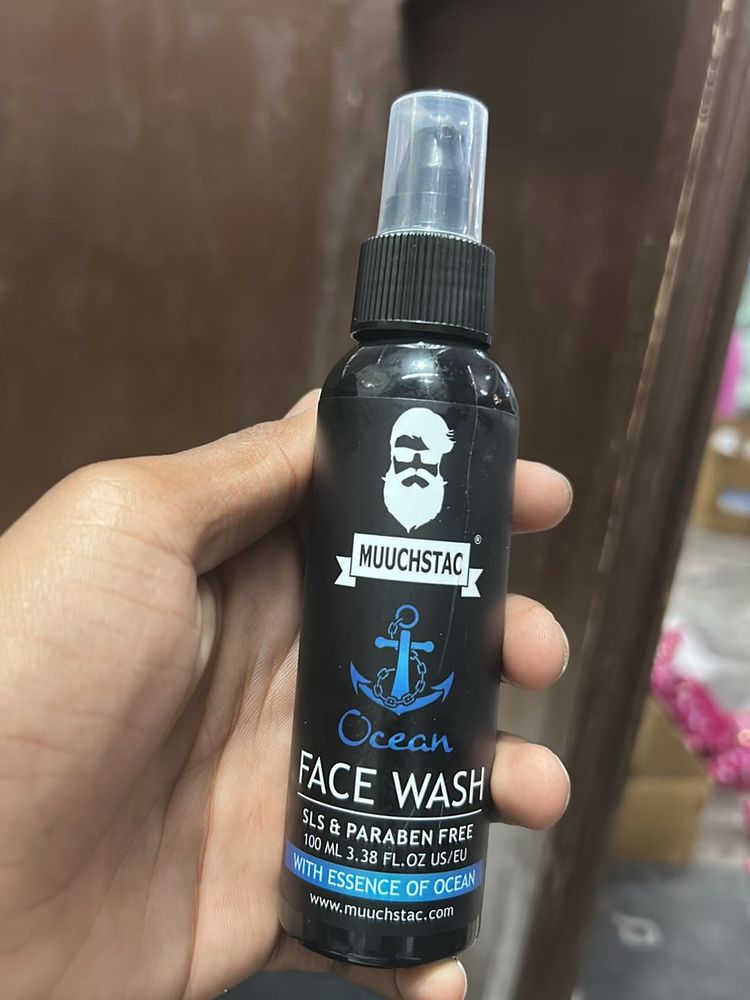 MUUCHSTAC®
Ocean
FACE WASH
SLS & PARABEN FREE
100 ML 3.38 FL.OZ US/EU
WITH ESSENCE OF OCEAN
www.muuchstac.com